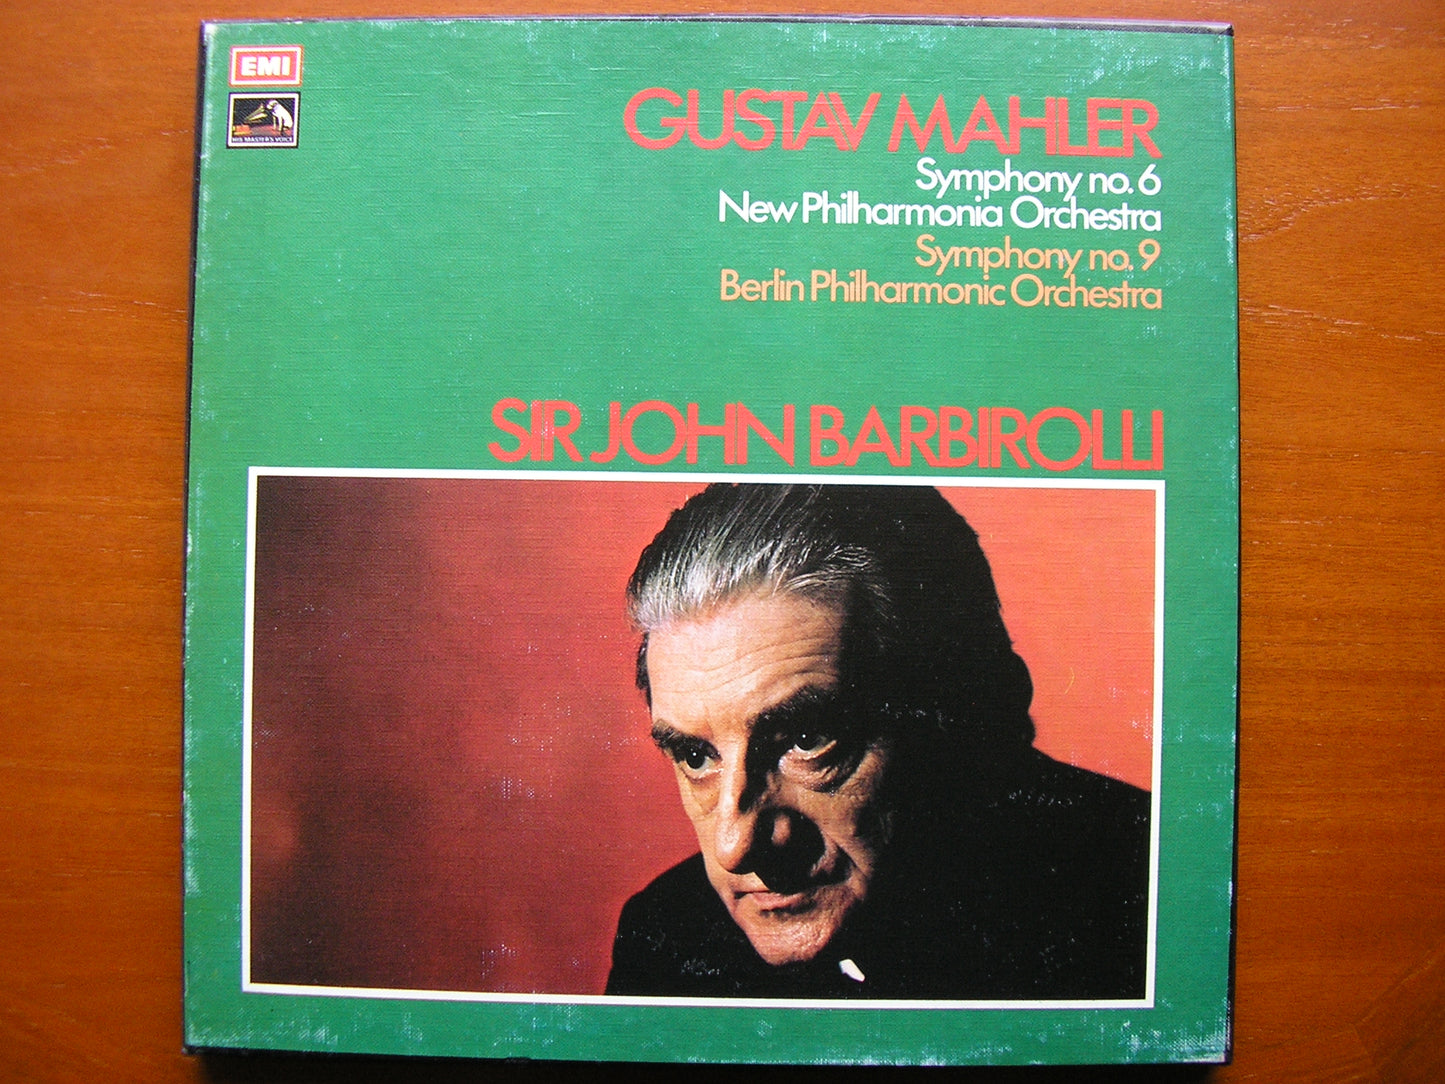 EMI
HIS MASTER'S VOICE
GUSTAV MAHLER
Symphony no. 6
New Philharmonia Orchestra
Symphony no. 9
Berlin Philharmonic Orchestra
SIR JOHN BARBIROLLI